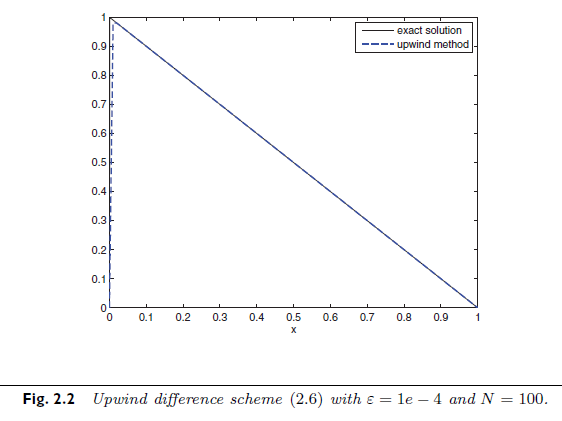 1
0.9
0.8
0.7
0.6
0.5
0.4
0.3
0.2
0.1
0
exact solution
upwind method
0 0.1 0.2 0.3 0.4 0.5 0.6 0.7 0.8 0.9 1
x
Fig. 2.2 Upwind difference scheme (2.6) with ε = 1e − 4 and N = 100.